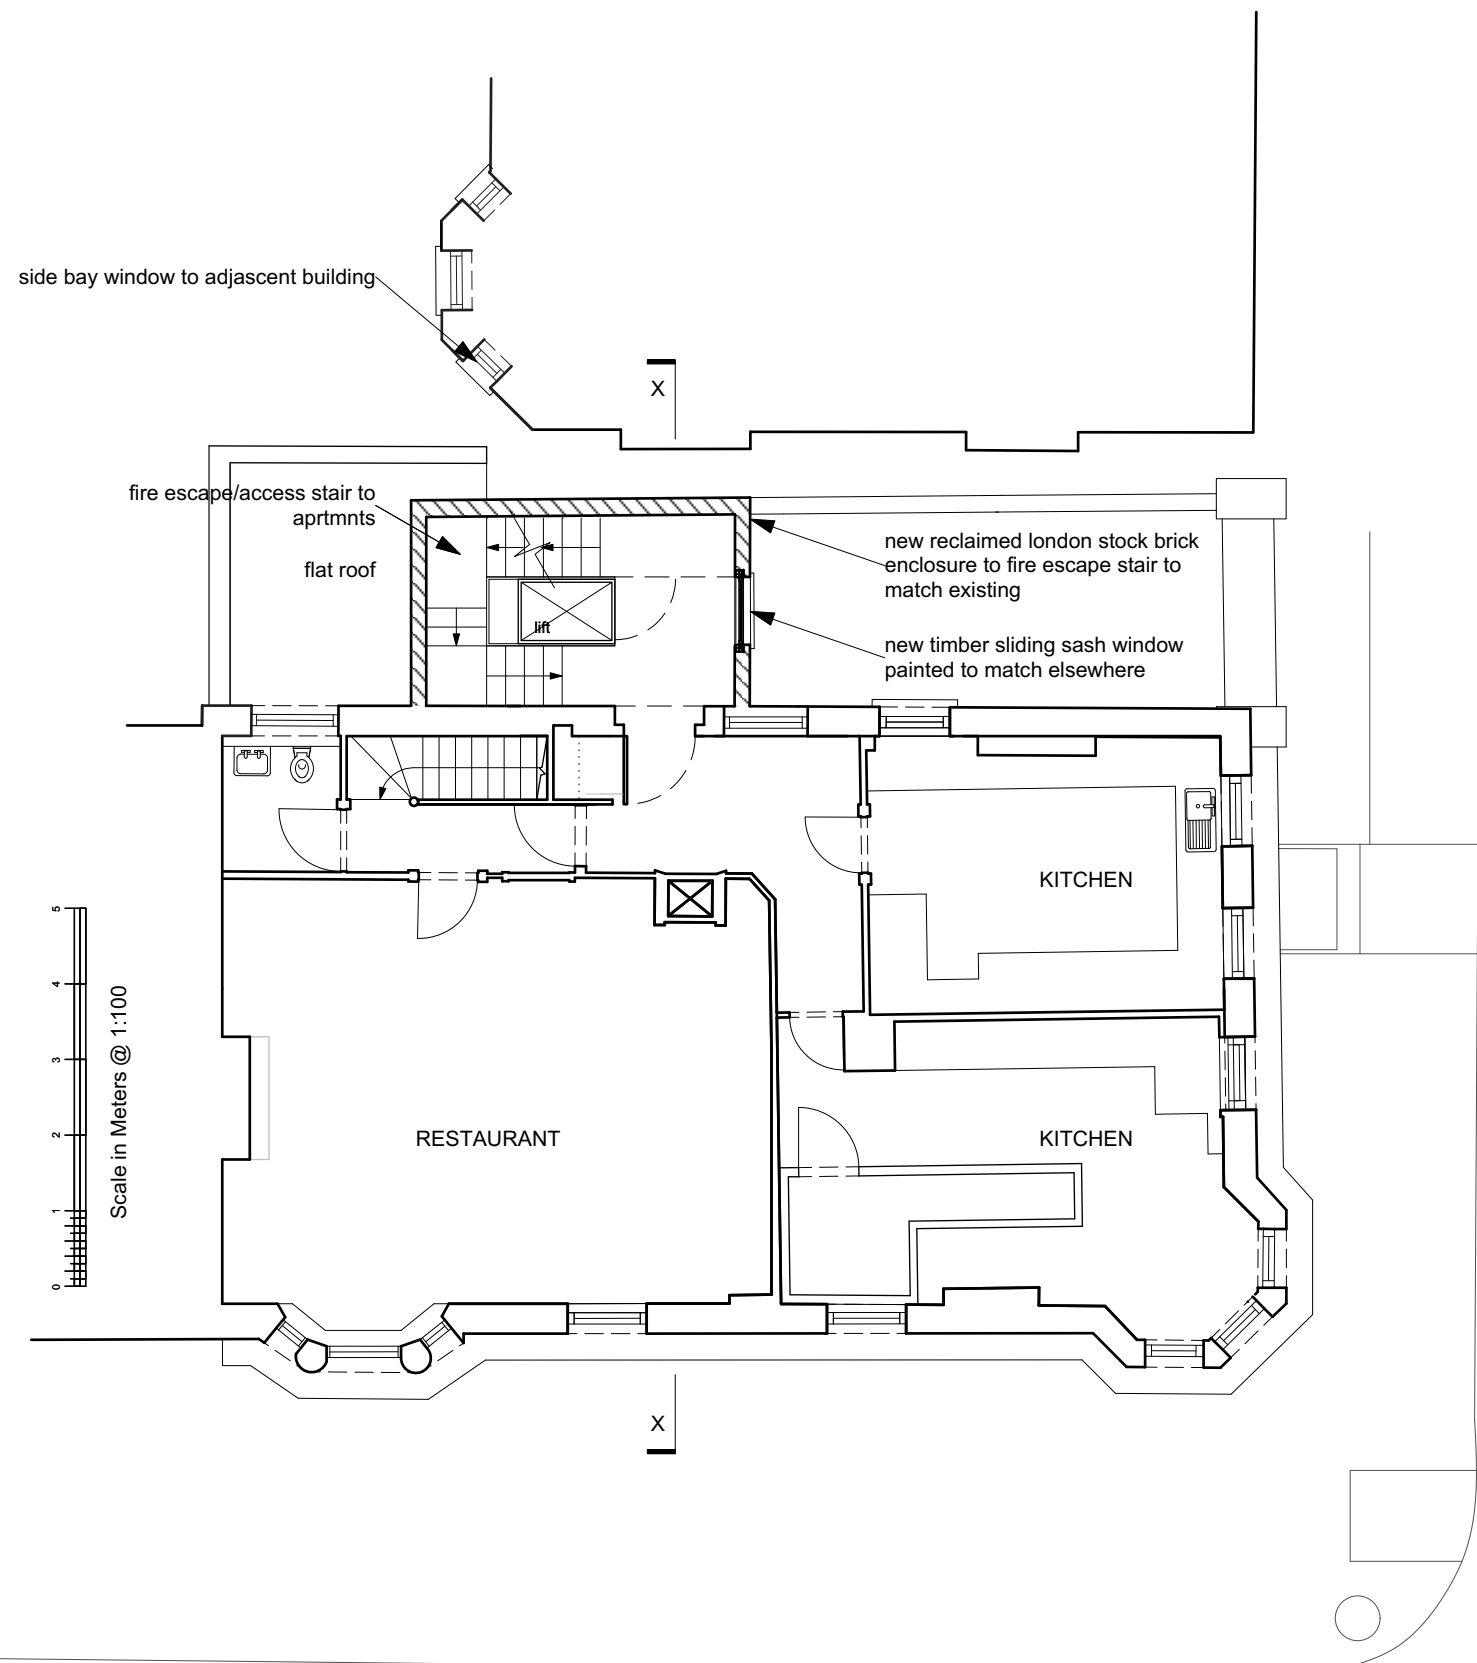 side bay window to adjascent building
X
fire escape/access stair to
aprtmnts
flat roof
new reclaimed london stock brick
enclosure to fire escape stair to
match existing
lift
new timber sliding sash window
painted to match elsewhere
KITCHEN
5
4
3
2
1
0
Scale in Meters @ 1:100
RESTAURANT
KITCHEN
X